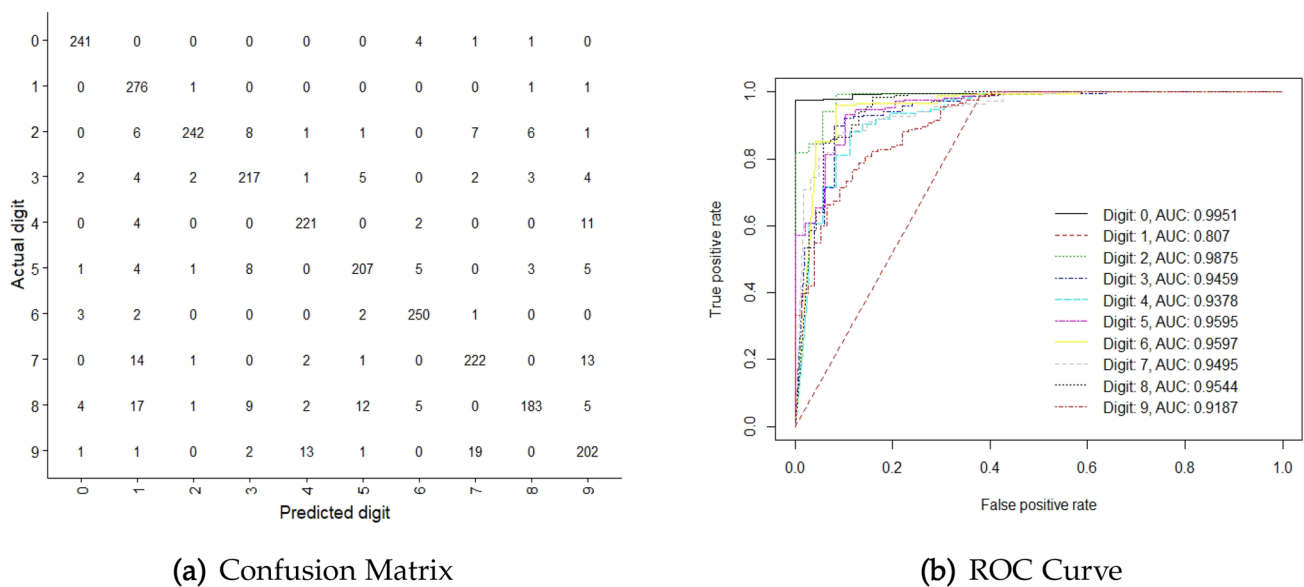 0 241 0 0 0 0 0 4 1 1 0
1 0 276 1 0 0 0 0 0 1 1
2 0 6 242 8 1 1 0 7 6 1
3 2 4 2 217 1 5 0 2 3 4
4 0 4 0 0 221 0 2 0 0 11
5 1 4 1 8 0 207 5 0 3 5
6 3 2 0 0 0 2 250 1 0 0
7 0 14 1 0 2 1 0 222 0 13
8 4 17 1 9 2 12 5 0 183 5
9 1 1 0 2 13 1 0 19 0 202
Actual digit
0 1 2 3 4 5 6 7 8 9
Predicted digit
(a) Confusion Matrix
1.0
0.8
0.6
0.4
0.2
0.0
True positive rate
Digit: 0, AUC: 0.9951
Digit: 1, AUC: 0.807
Digit: 2, AUC: 0.9875
Digit: 3, AUC: 0.9459
Digit: 4, AUC: 0.9378
Digit: 5, AUC: 0.9595
Digit: 6, AUC: 0.9597
Digit: 7, AUC: 0.9495
Digit: 8, AUC: 0.9544
Digit: 9, AUC: 0.9187
0.0 0.2 0.4 0.6 0.8 1.0
False positive rate
(b) ROC Curve